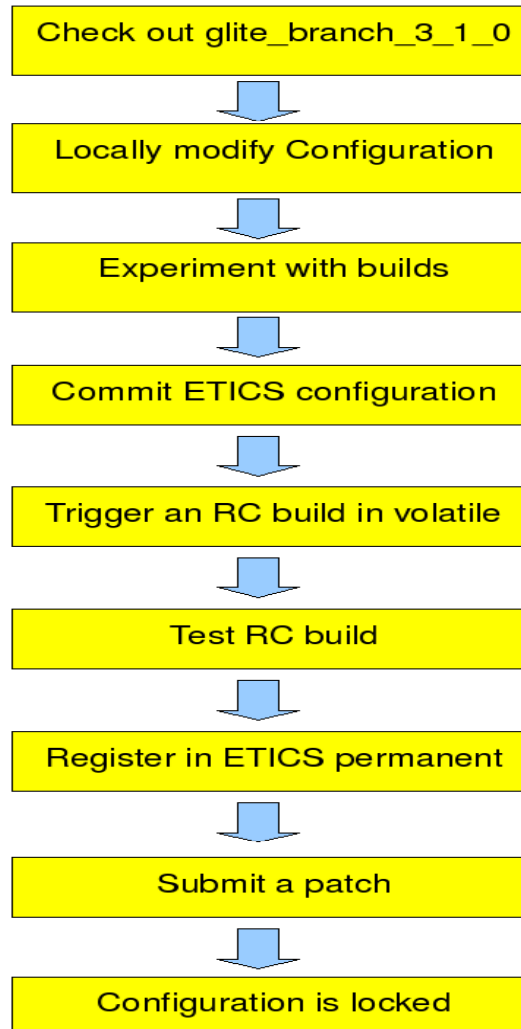 Check out glite_branch_3_1_0
Locally modify Configuration
Experiment with builds
Commit ETICS configuration
Trigger an RC build in volatile
Test RC build
Register in ETICS permanent
Submit a patch
Configuration is locked